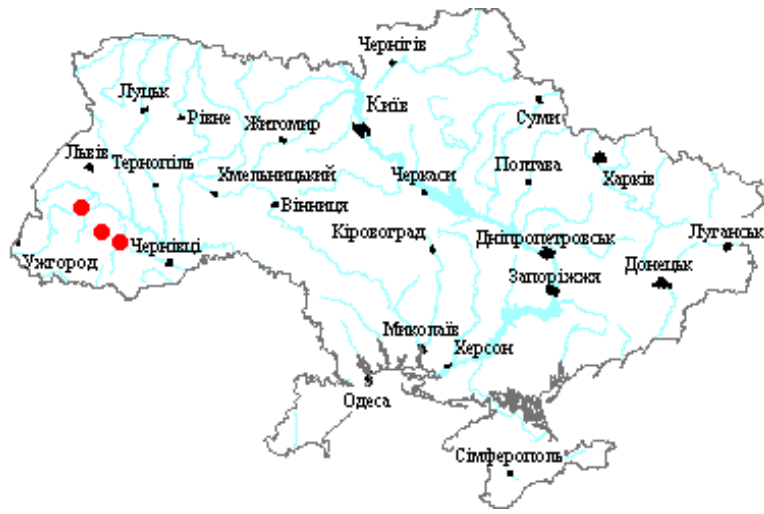 Чернігів
Луцьк
Рівне
Київ
Суми
Житомир
Львів
Тернопіль
Хмельницький
Черкаси
Полтава
Харків
Вінниця
Кіровоград
Дніпропетровськ
Луганськ
Чернівці
Ужгород
Донецьк
Запоріжжя
Миколаїв
Херсон
Одеса
Сімферополь